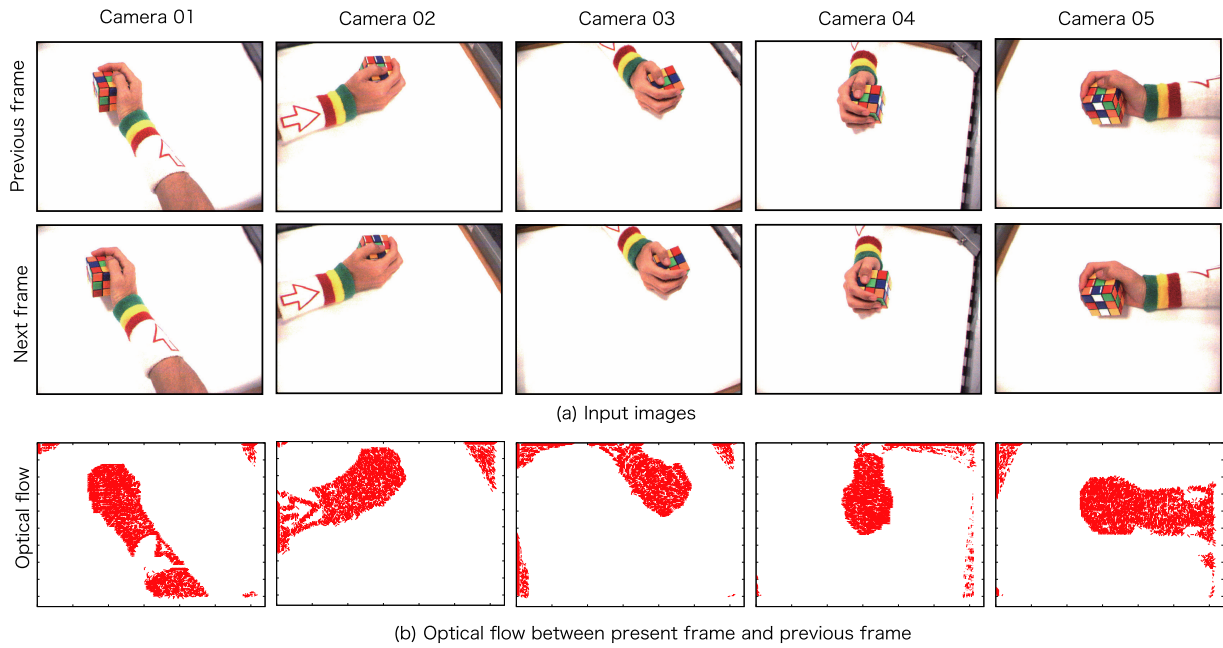 Camera 01
Camera 02
Camera 03
Camera 04
Camera 05
Previous frame
Next frame
(a) Input images
Optical flow
(b) Optical flow between present frame and previous frame